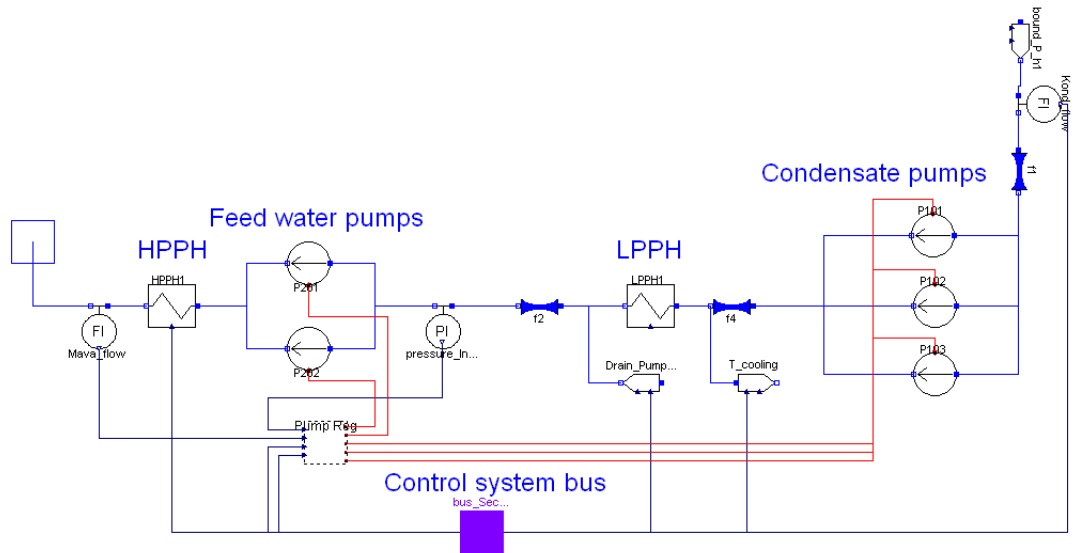 bound_P_h1
Kond_flow
FI
f1
Condensate pumps
P101
Feed water pumps
HPPH
LPPH
HPPH1
P201
LPPH1
P102
f2
f4
FI
PI
Mava_flow
pressure_In...
P202
P103
Drain_Pump...
T_cooling
Pump Reg
Control system bus
bus_Sec...